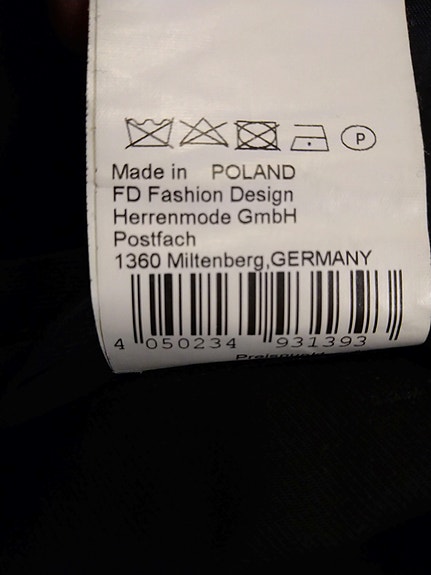 P
Made in POLAND
FD Fashion Design
Herrenmode GmbH
Postfach
1360 Miltenberg,GERMANY
4 050234 931393